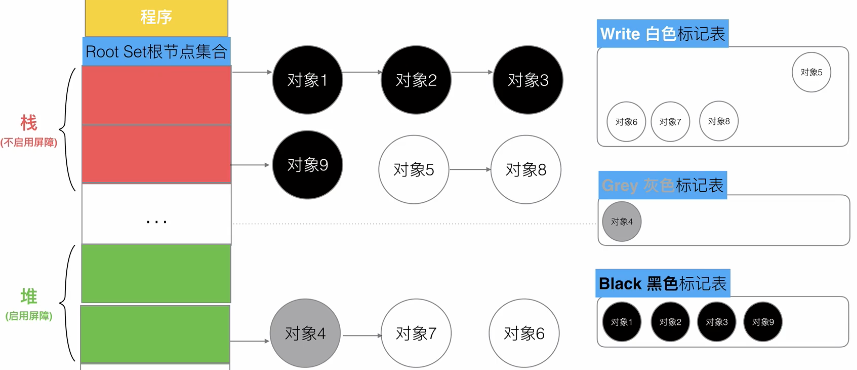 程序
Root Set根节点集合
栈
(不启用屏障)
...
堆
(启用屏障)
对象1
对象2
对象3
对象9
对象5
对象8
对象4
对象7
对象6
Write 白色标记表
对象5
对象6
对象7
对象8
Grey 灰色标记表
对象4
Black 黑色标记表
对象1
对象2
对象3
对象9